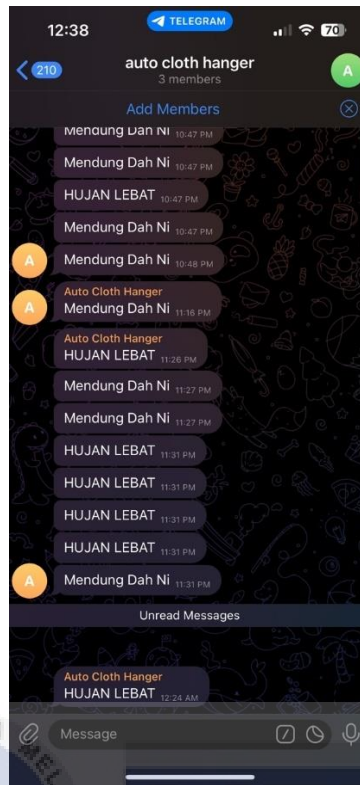 12:38
TELEGRAM
70
210
auto cloth hanger
3 members
A
Add Members
Mendung Dah Ni 10:47 PM
Mendung Dah Ni 10:47 PM
HUJAN LEBAT 10:47 PM
Mendung Dah Ni 10:47 PM
A
Mendung Dah Ni 10:48 PM
Auto Cloth Hanger
A
Mendung Dah Ni 11:16 PM
Auto Cloth Hanger
HUJAN LEBAT 11:26 PM
Mendung Dah Ni 11:27 PM
Mendung Dah Ni 11:27 PM
HUJAN LEBAT 11:31 PM
HUJAN LEBAT 11:31 PM
HUJAN LEBAT 11:31 PM
HUJAN LEBAT 11:31 PM
A
Mendung Dah Ni 11:31 PM
Unread Messages
Auto Cloth Hanger
HUJAN LEBAT 12:24 AM
Message